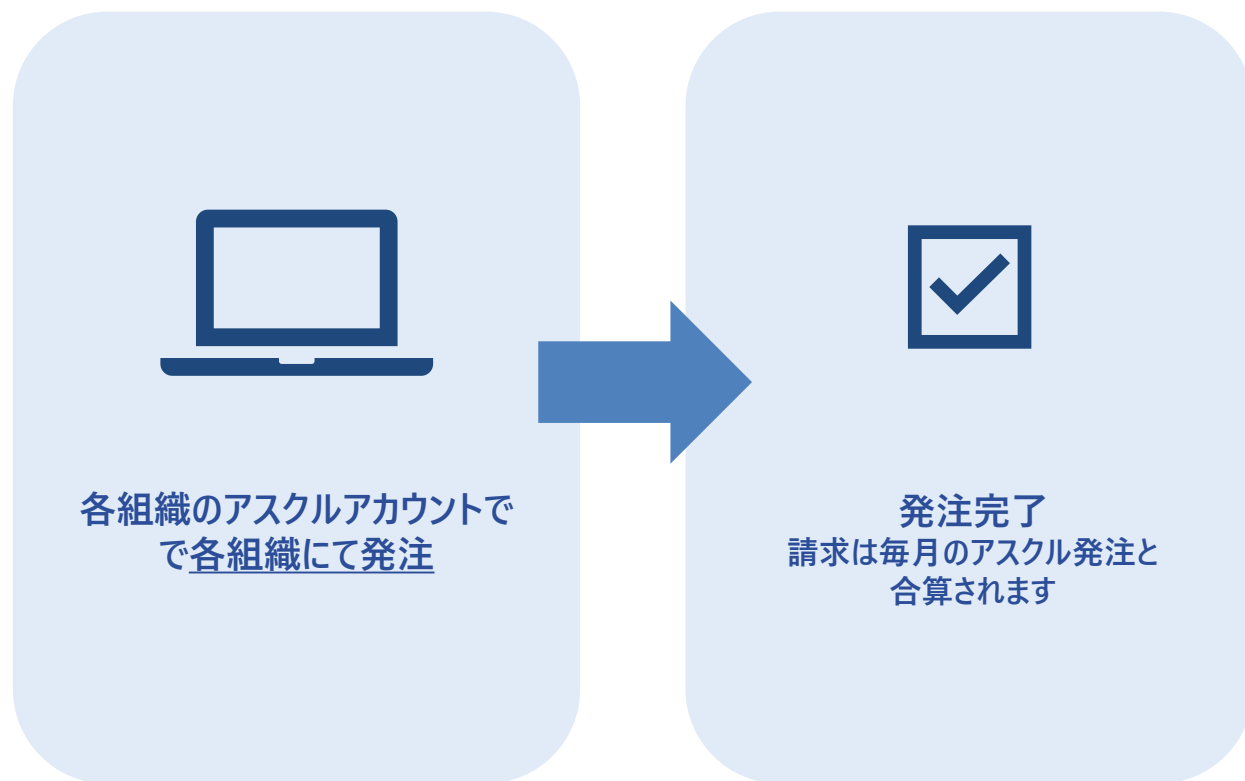 各組織のアスクルアカウントで
で各組織にて発注
発注完了
請求は毎月のアスクル発注と
合算されます